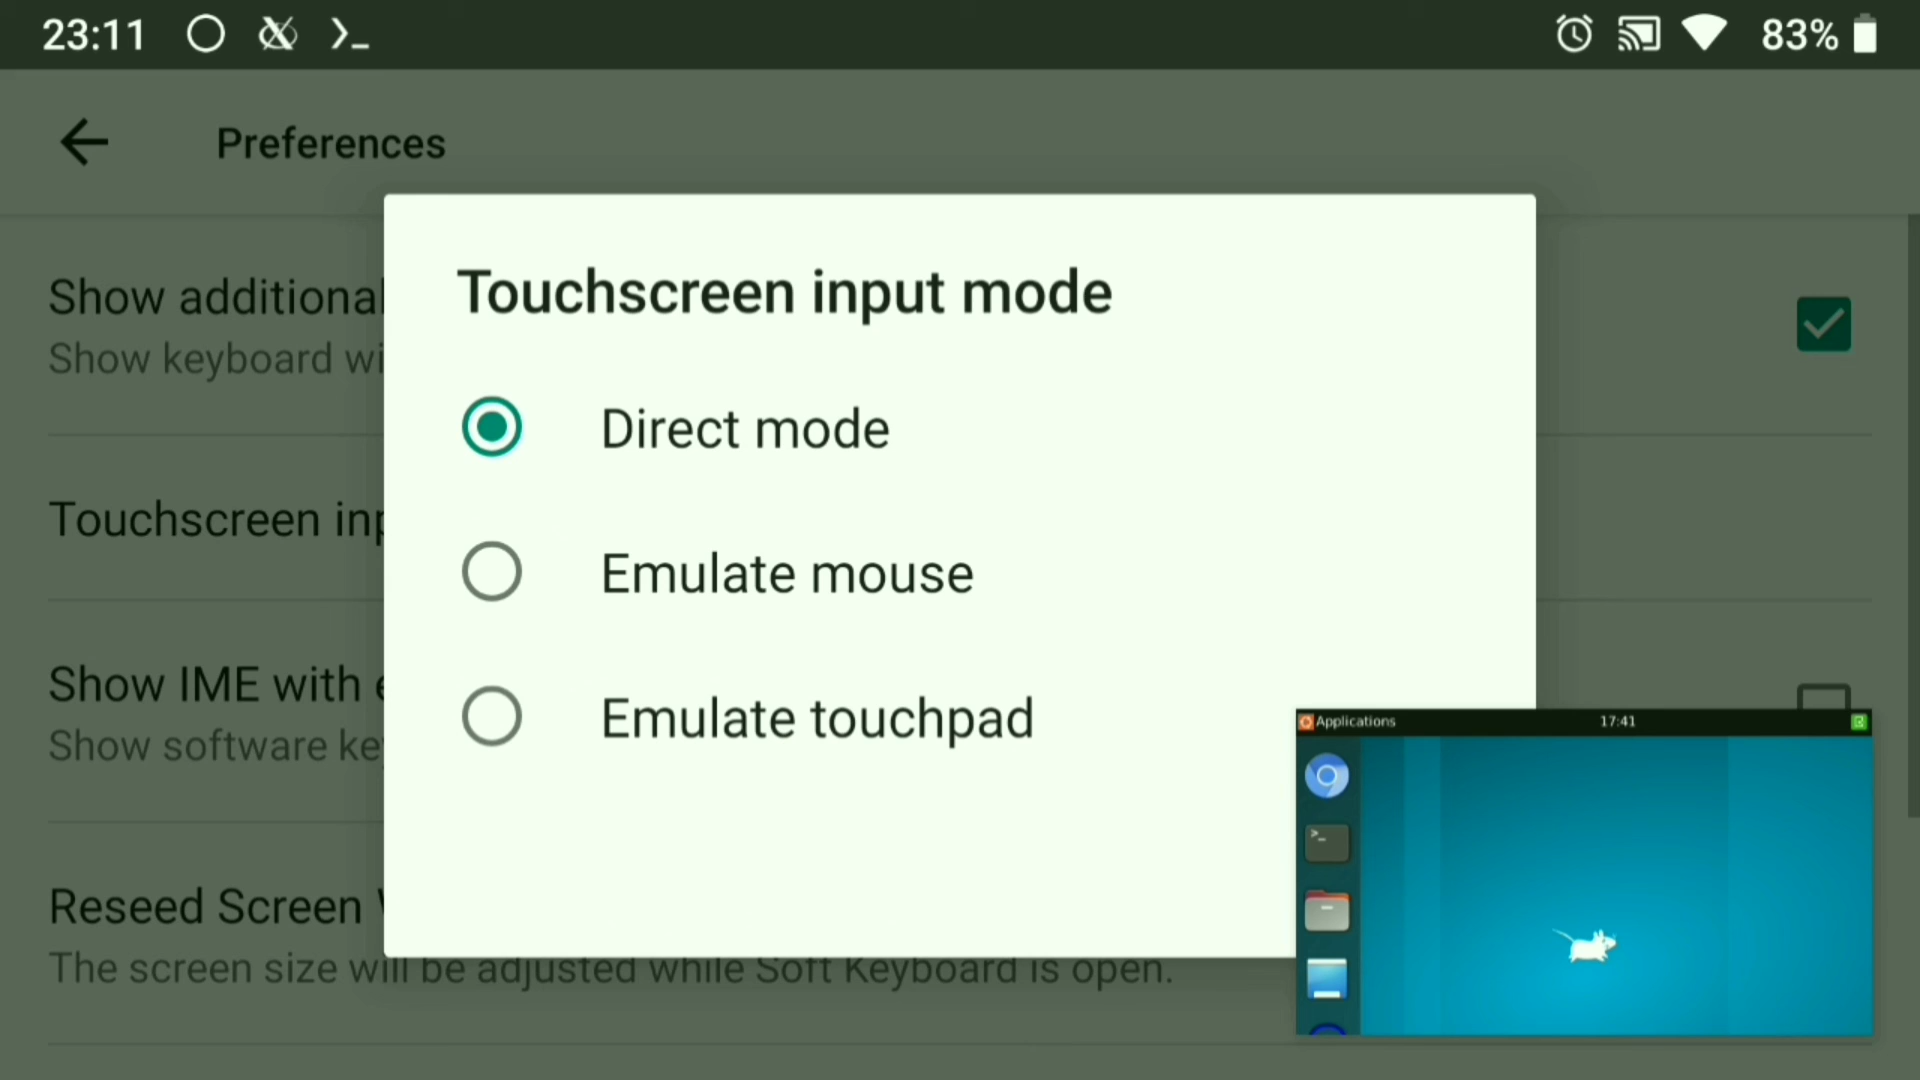 23:11
83%
Preferences
Touchscreen input mode
Show additional
Show keyboard wi
Direct mode
Touchscreen inp
Emulate mouse
Show IME with
Show software ke
Emulate touchpad
Applications
17:41
Reseed Screen
The screen size will be adjusted while Soft Keyboard is open.